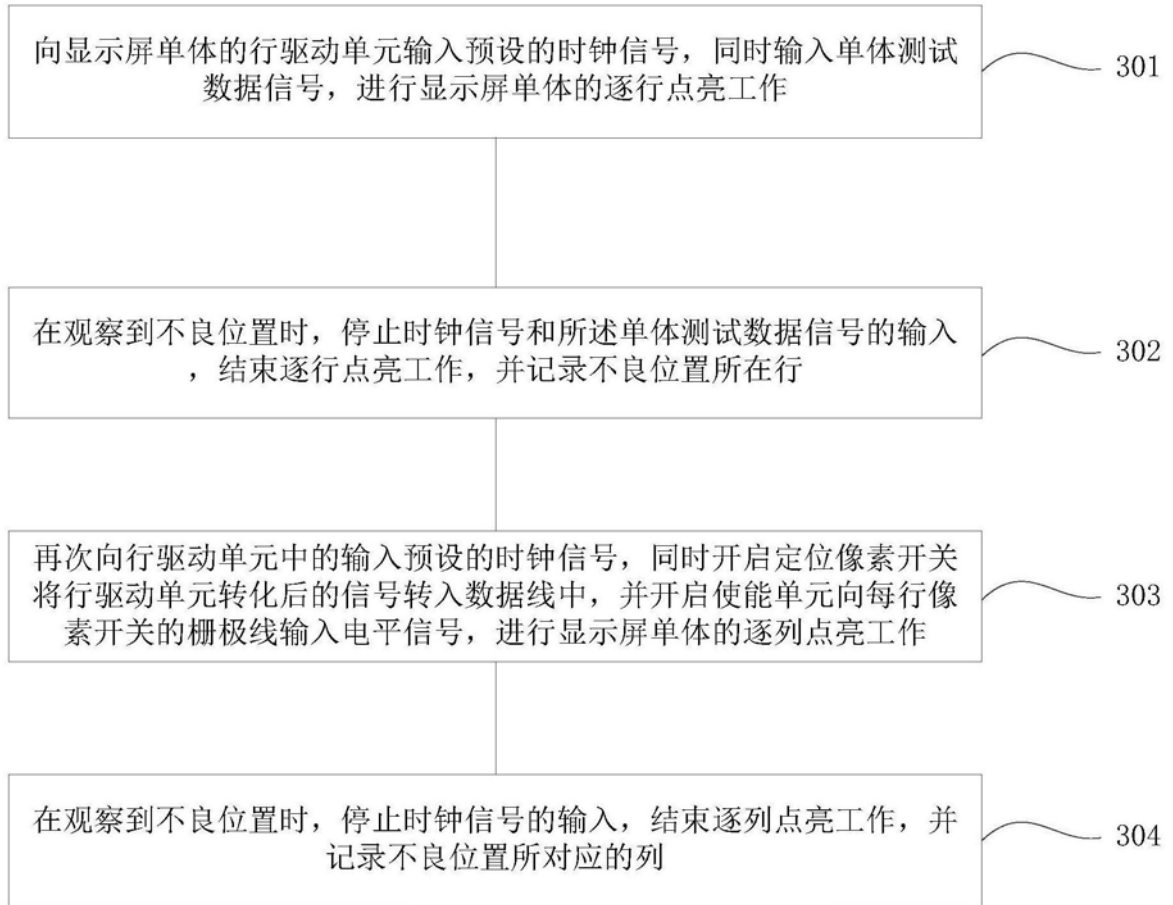 向显示屏单体的行驱动单元输入预设的时钟信号，同时输入单体测试
数据信号，进行显示屏单体的逐行点亮工作
301
在观察到不良位置时，停止时钟信号和所述单体测试数据信号的输入
，结束逐行点亮工作，并记录不良位置所在行
302
再次向行驱动单元中的输入预设的时钟信号，同时开启定位像素开关
将行驱动单元转化后的信号转入数据线中，并开启使能单元向每行像
素开关的栅极线输入电平信号，进行显示屏单体的逐列点亮工作
303
在观察到不良位置时，停止时钟信号的输入，结束逐列点亮工作，并
记录不良位置所对应的列
304